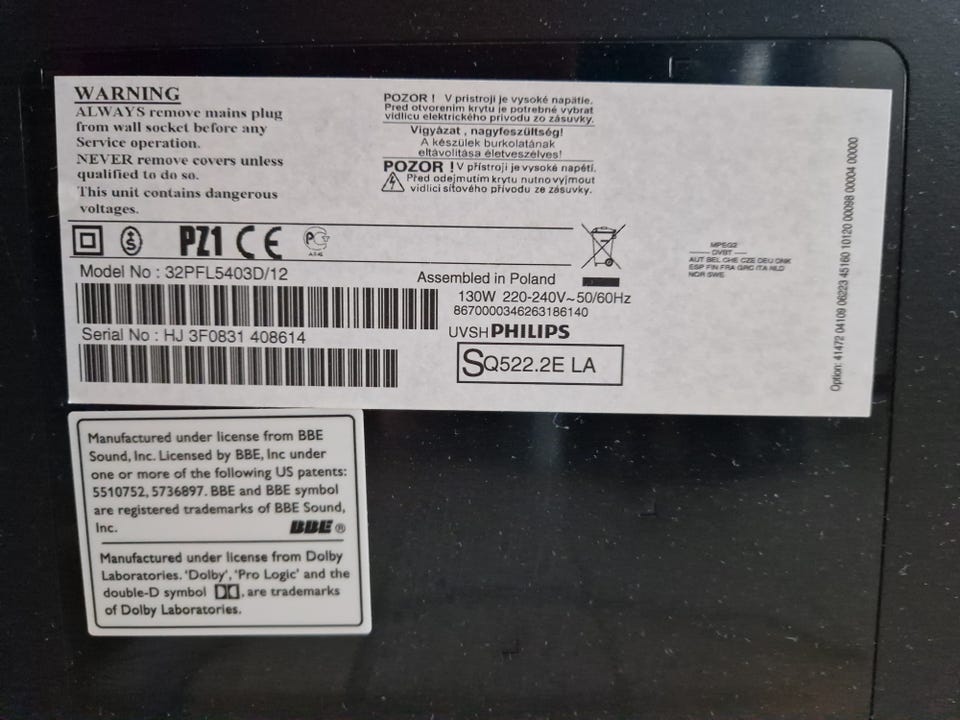 WARNING
ALWAYS remove mains plug
from wall socket before any
Service operation.
NEVER remove covers unless
qualified to do so.
This unit contains dangerous
voltages.
POZOR ! V pristroji je vysoké napätie.
Pred otvorením krytu je potrebné vybrat
vidlicu elektrického privodu zo zásuvky.
Vigyázat , nagyfeszültség!
A készülek burkolatának
eltávolitása életveszélyes!
POZOR ! V přístroji je vysoké napětí.
Před odejmutím krytu nutno vyjmout
vidlici síťového přívodu ze zásuvky.
PZ1 CE
Model No : 32PFL5403D/12
Assembled in Poland
130W 220-240V~50/60Hz
8670000346263186140
Serial No : HJ 3F0831 408614
UVSH PHILIPS
SQ522.2E LA
MPEG2
DVBT
AUT BEL CHE CZE DEU DNK
ESP FIN FRA GRC ITA NLD
NOR SWE
Option: 41472 04109 06223 45160 10120 00098 00004 00000
Manufactured under license from BBE
Sound, Inc. Licensed by BBE, Inc under
one or more of the following US patents:
5510752, 5736897. BBE and BBE symbol
are registered trademarks of BBE Sound,
Inc. BBE ®
Manufactured under license from Dolby
Laboratories. 'Dolby', 'Pro Logic' and the
double-D symbol , are trademarks
of Dolby Laboratories.